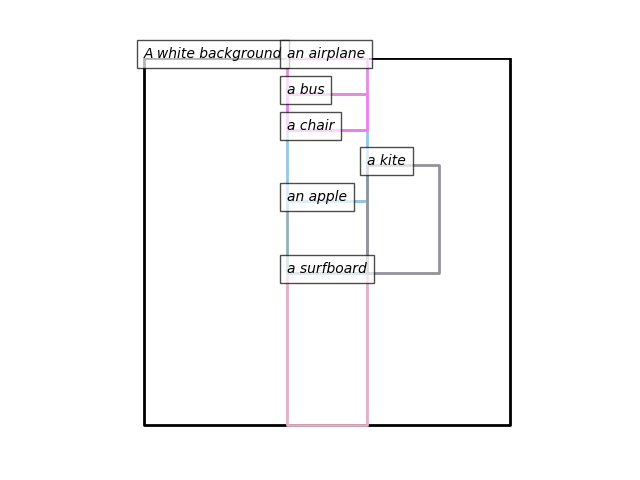 A white background
an airplane
a bus
a chair
a kite
an apple
a surfboard